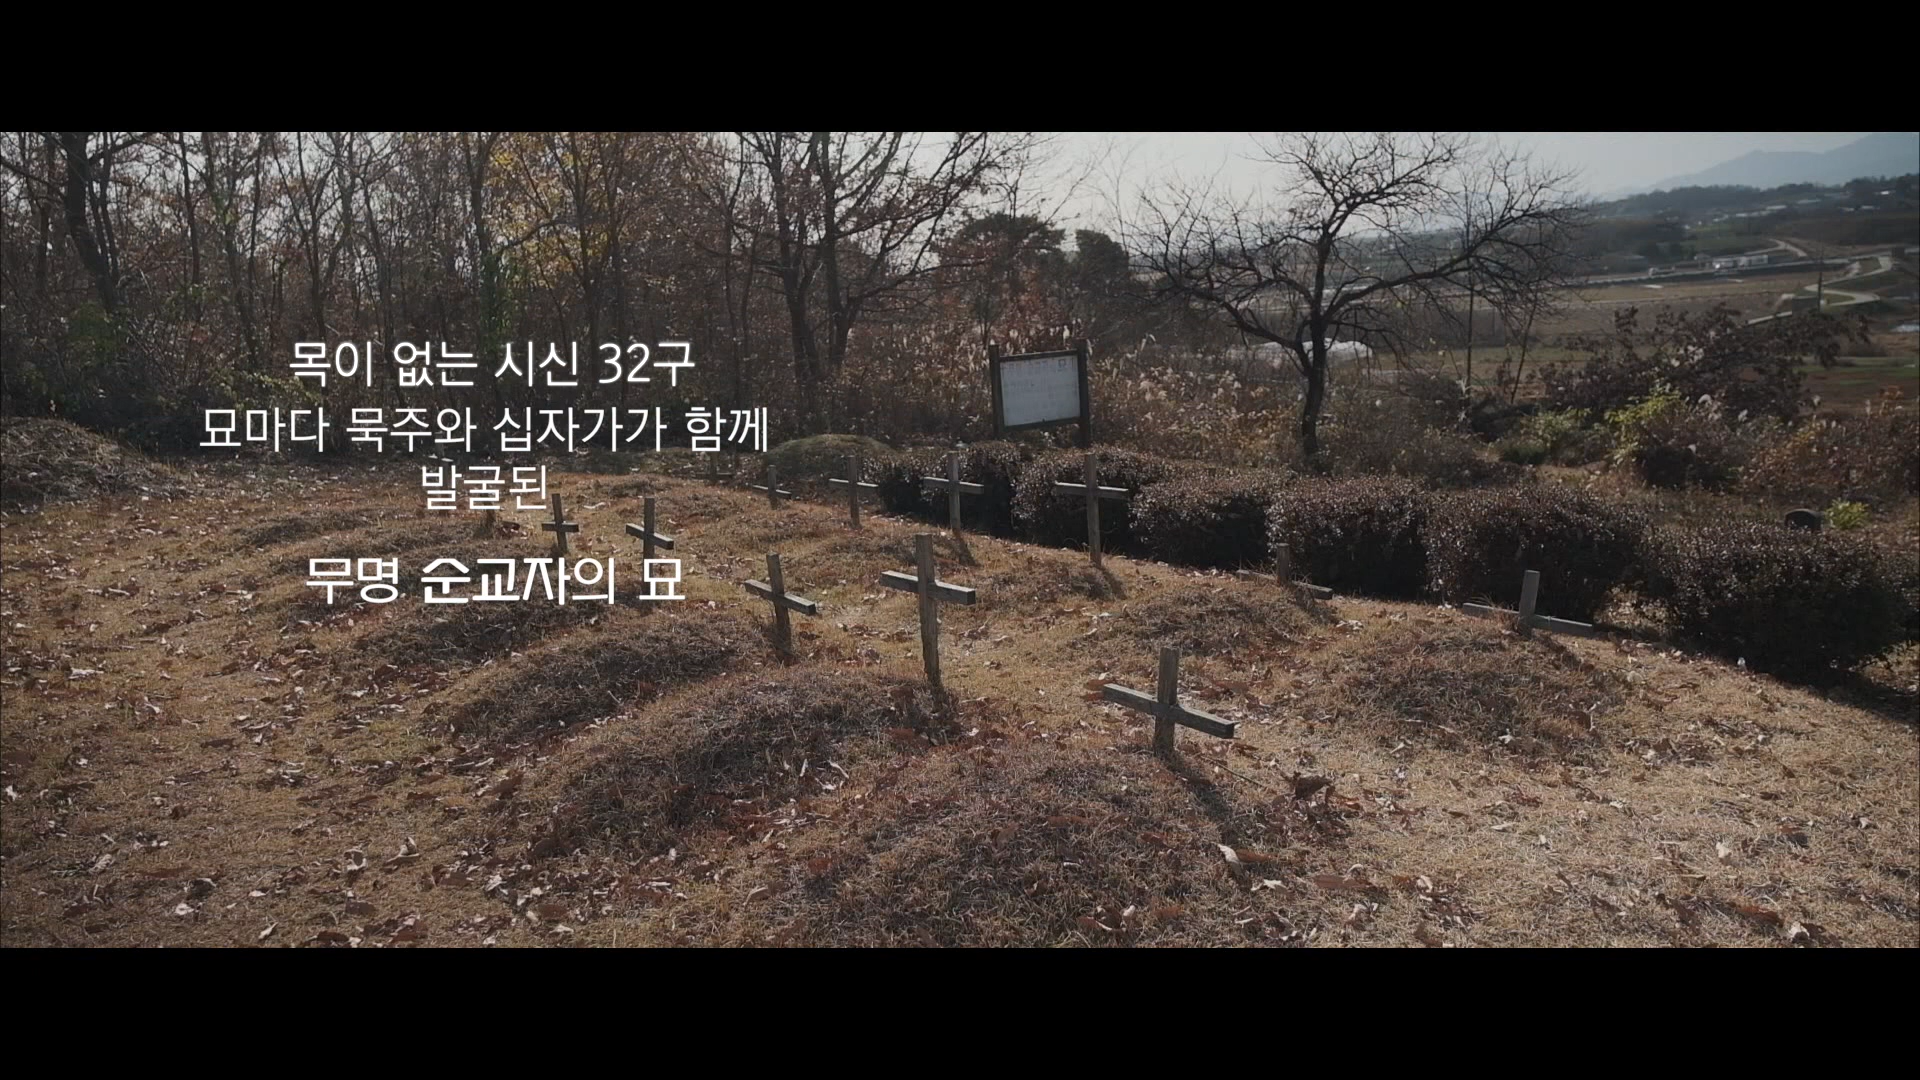 목이 없는 시신 32구
묘마다 묵주와 십자가가 함께
발굴된
무명 순교자의 묘